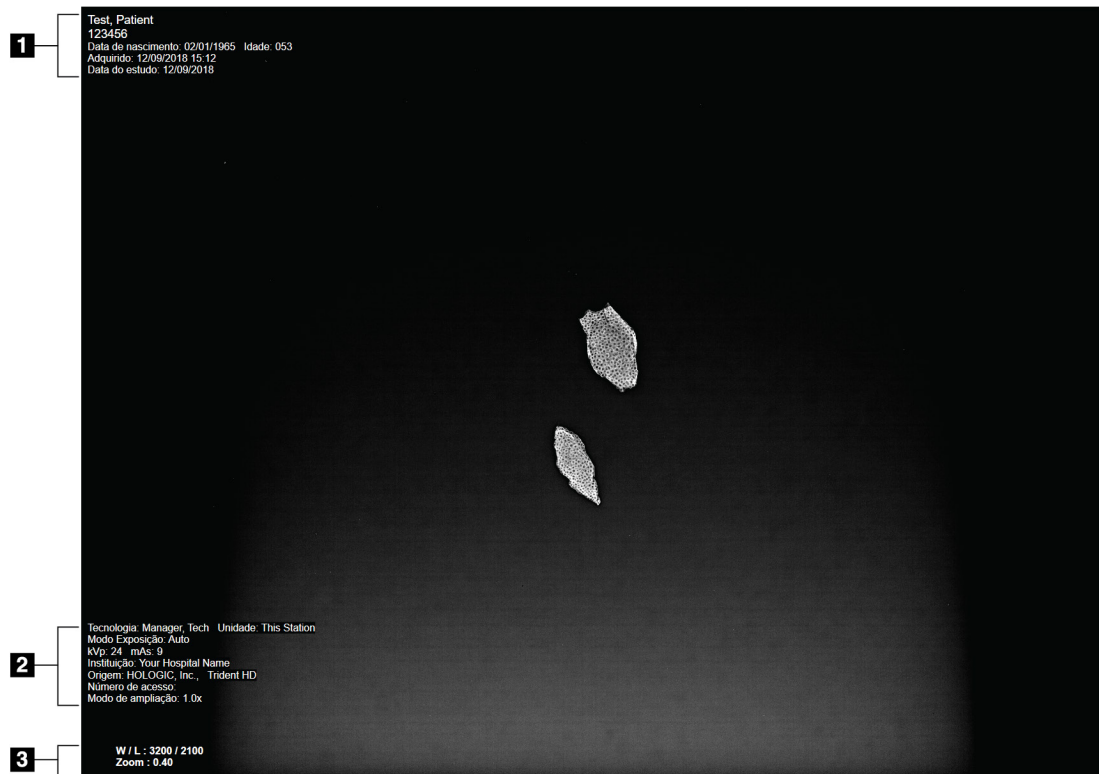 1
Test, Patient
123456
Data de nascimento: 02/01/1965 Idade: 053
Adquirido: 12/09/2018 15:12
Data do estudo: 12/09/2018
2
Tecnologia: Manager, Tech Unidade: This Station
Modo Exposição: Auto
kVp: 24 mAs: 9
Instituição: Your Hospital Name
Origem: HOLOGIC, Inc., Trident HD
Número de acesso:
Modo de ampliação: 1.0x
3
W / L : 3200 / 2100
Zoom : 0.40